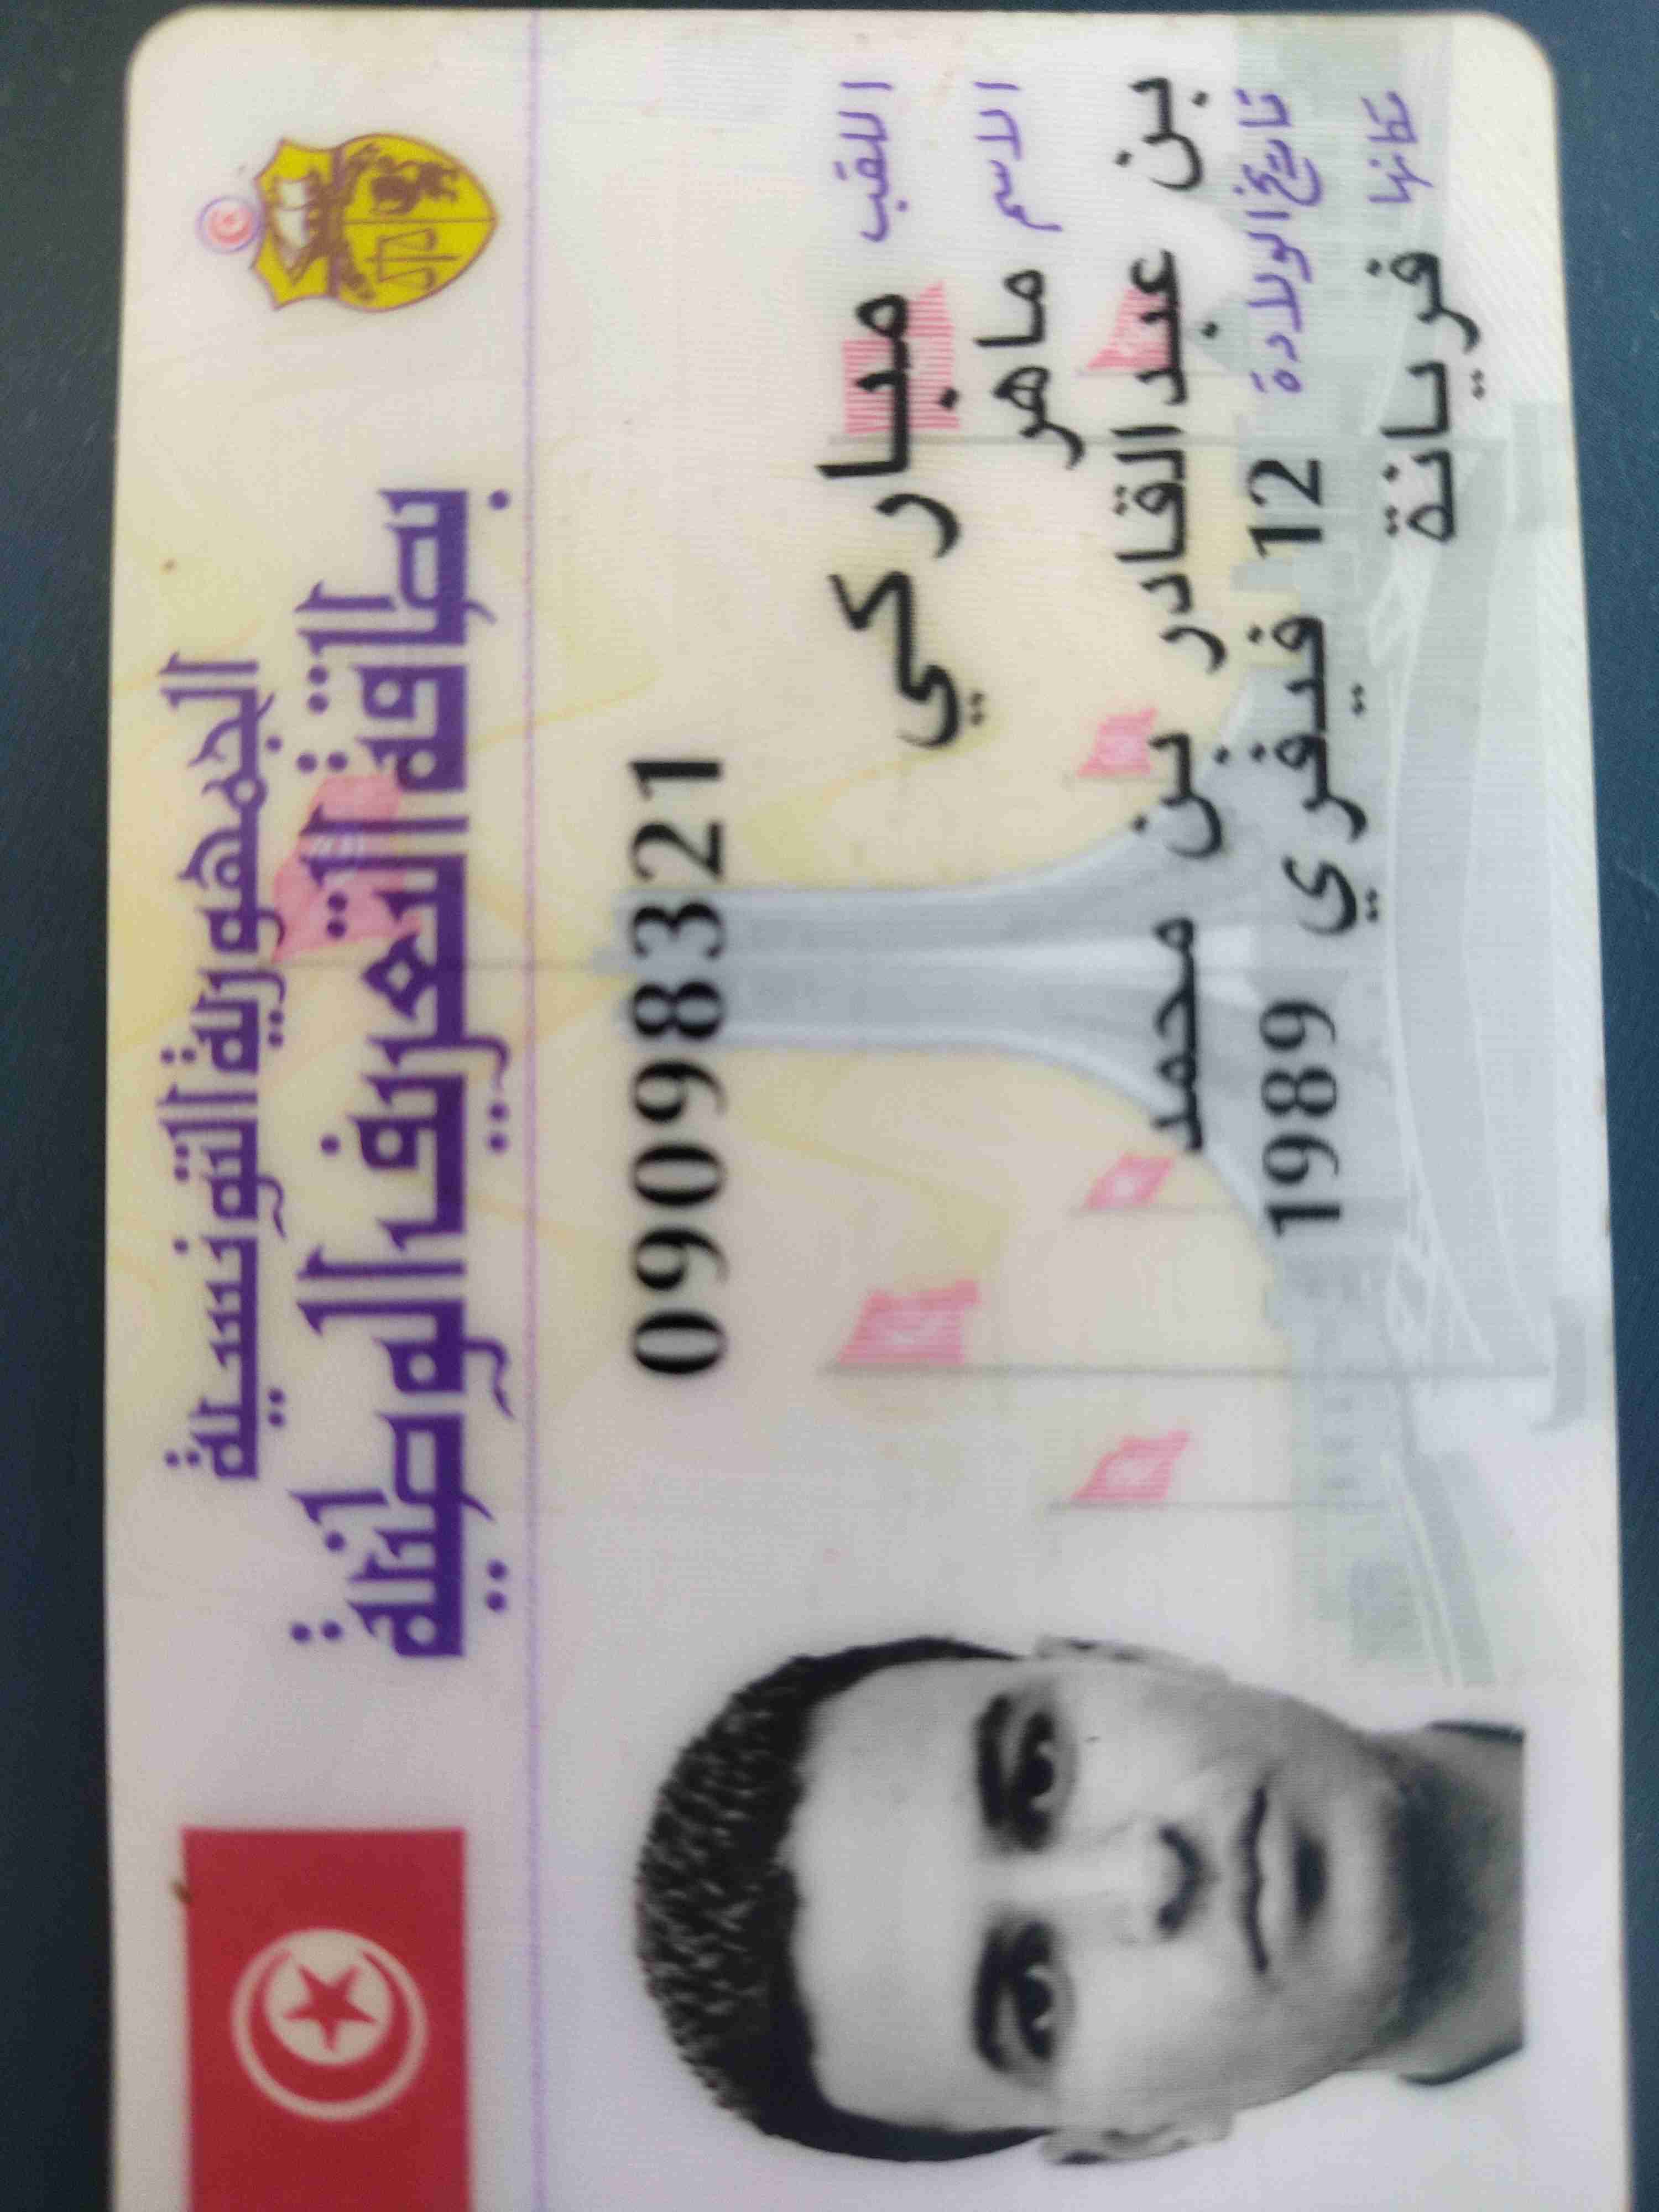 الجمهورية التونسية
بطاقة التعريف الوطنية
09098321
اللقب مباركي
الاسم ماهر
بن عبد القادر بن محمد
تاريخ الولادة 12 فيفري 1989
مكانها فريانة